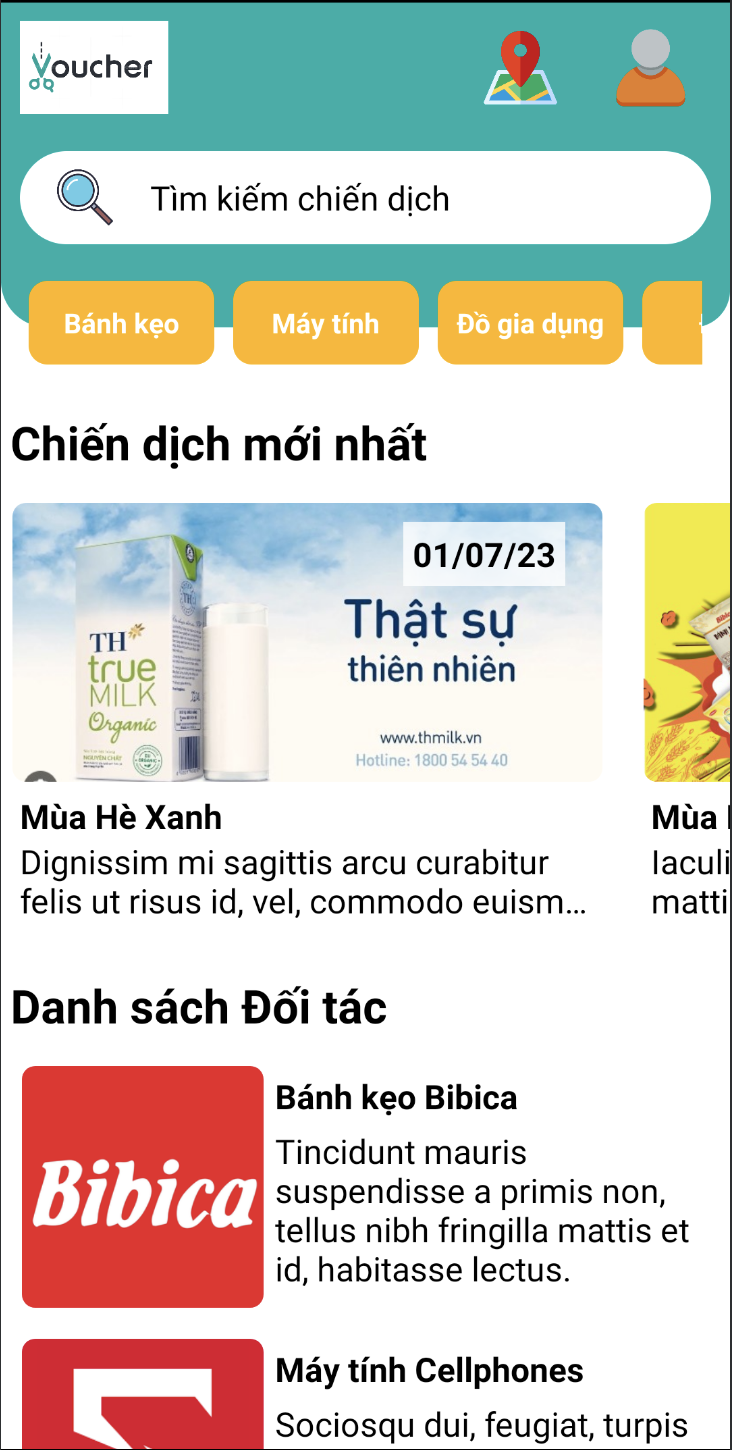 Voucher
Tìm kiếm chiến dịch
Bánh kẹo
Máy tính
Đồ gia dụng
Chiến dịch mới nhất
01/07/23
TH
true
MILK
Organic
Thật sự
thiên nhiên
www.thmilk.vn
Hotline: 1800 54 54 40
Mùa Hè Xanh
Dignissim mi sagittis arcu curabitur
felis ut risus id, vel, commodo euism...
Mùa
Iaculi
matti
Danh sách Đối tác
Bibica
Bánh kẹo Bibica
Tincidunt mauris
suspendisse a primis non,
tellus nibh fringilla mattis et
id, habitasse lectus.
Máy tính Cellphones
Sociosqu dui, feugiat, turpis